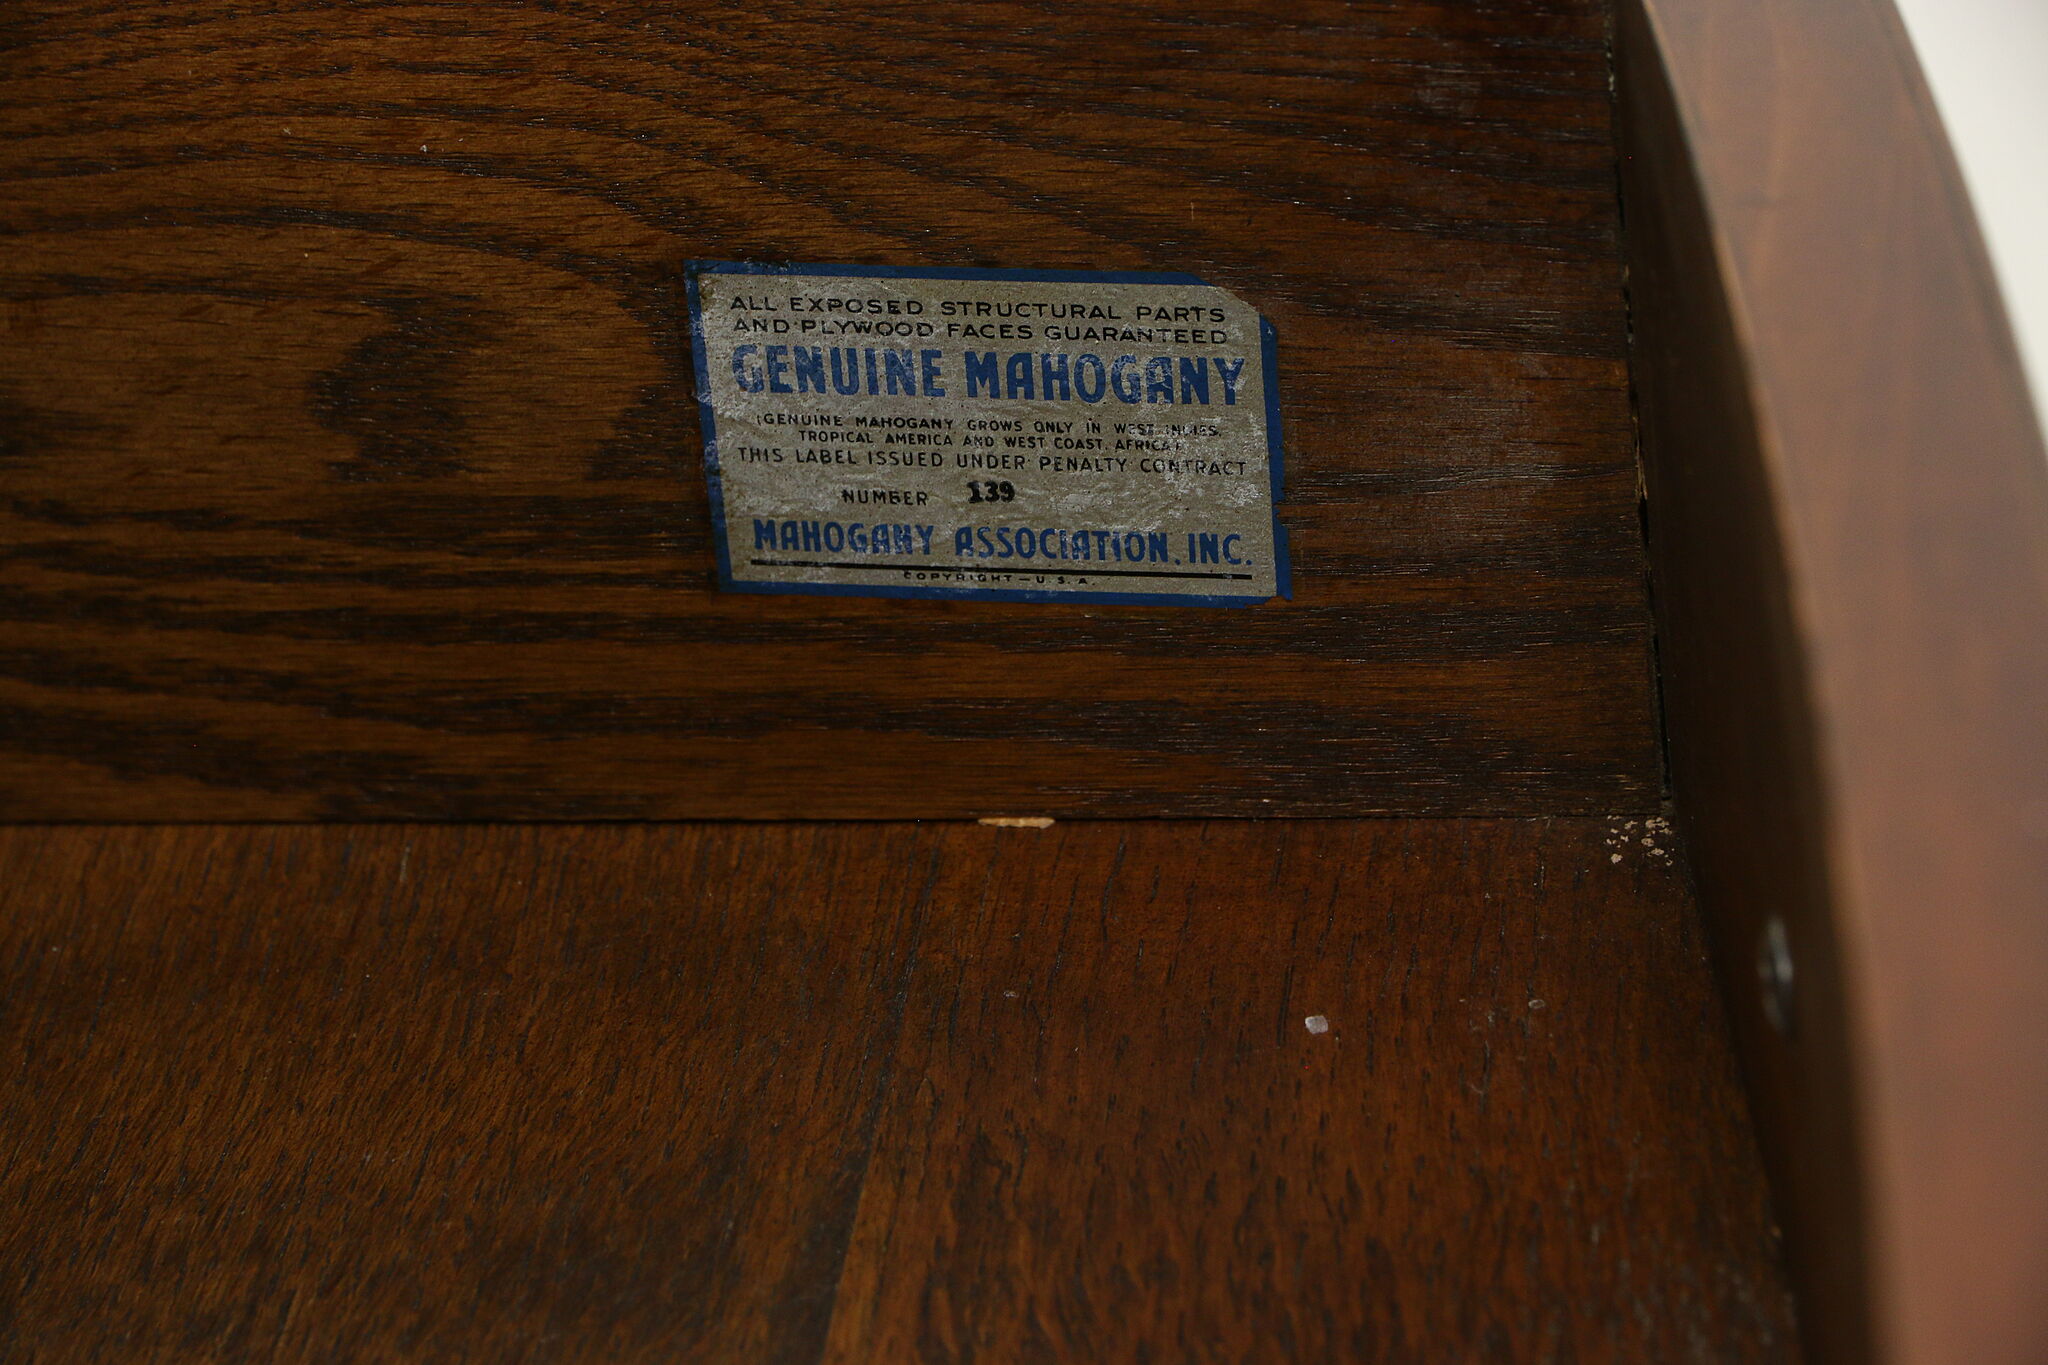 ALL EXPOSED STRUCTURAL PARTS
AND PLYWOOD FACES GUARANTEED
GENUINE MAHOGANY
(GENUINE MAHOGANY GROWS ONLY IN WEST INDIES,
TROPICAL AMERICA AND WEST COAST, AFRICA)
THIS LABEL ISSUED UNDER PENALTY CONTRACT
NUMBER 139
MAHOGANY ASSOCIATION, INC.
COPYRIGHT — U.S.A.